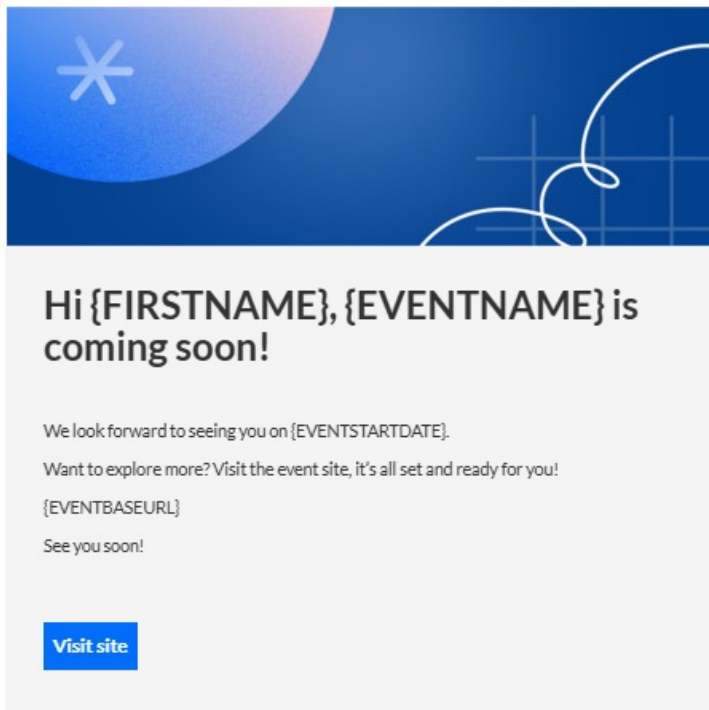 Hi {FIRSTNAME}, {EVENTNAME} is
coming soon!
We look forward to seeing you on {EVENTSTARTDATE}.
Want to explore more? Visit the event site, it's all set and ready for you!
{EVENTBASEURL}
See you soon!
Visit site